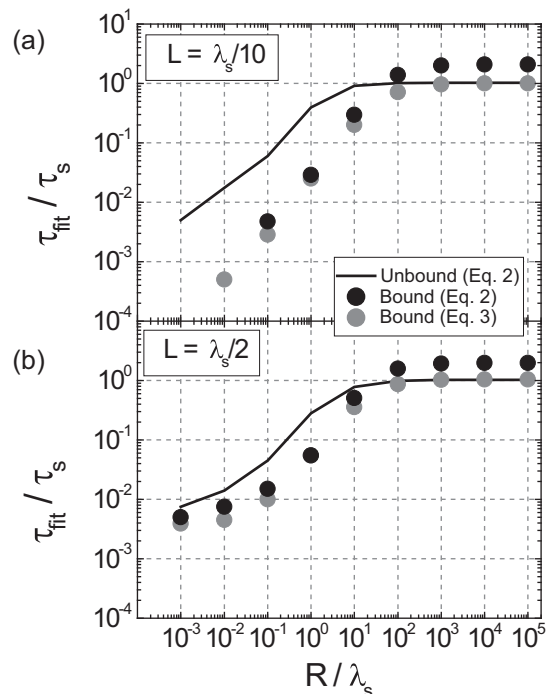 (a)
L = λs/10
10^1
10^0
10^-1
10^-2
10^-3
10^-4
τfit / τs
Unbound (Eq. 2)
Bound (Eq. 2)
Bound (Eq. 3)
(b)
L = λs/2
10^0
10^-1
10^-2
10^-3
10^-4
τfit / τs
10^-3 10^-2 10^-1 10^0 10^1 10^2 10^3 10^4 10^5
R / λs